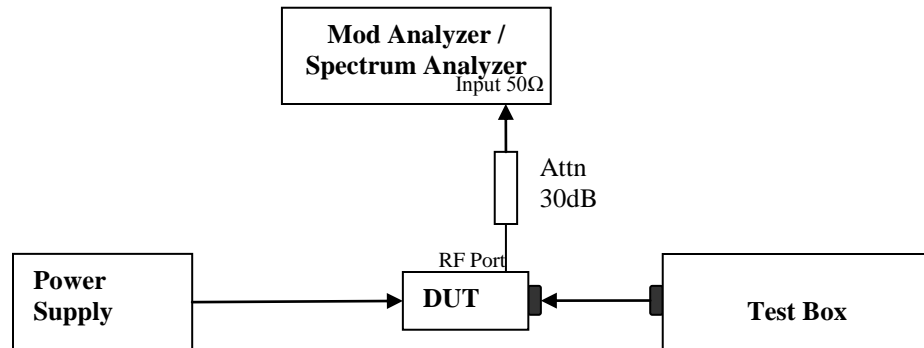 Mod Analyzer /
Spectrum Analyzer
Input 50Ω
Attn
30dB
RF Port
Power
Supply
DUT
Test Box